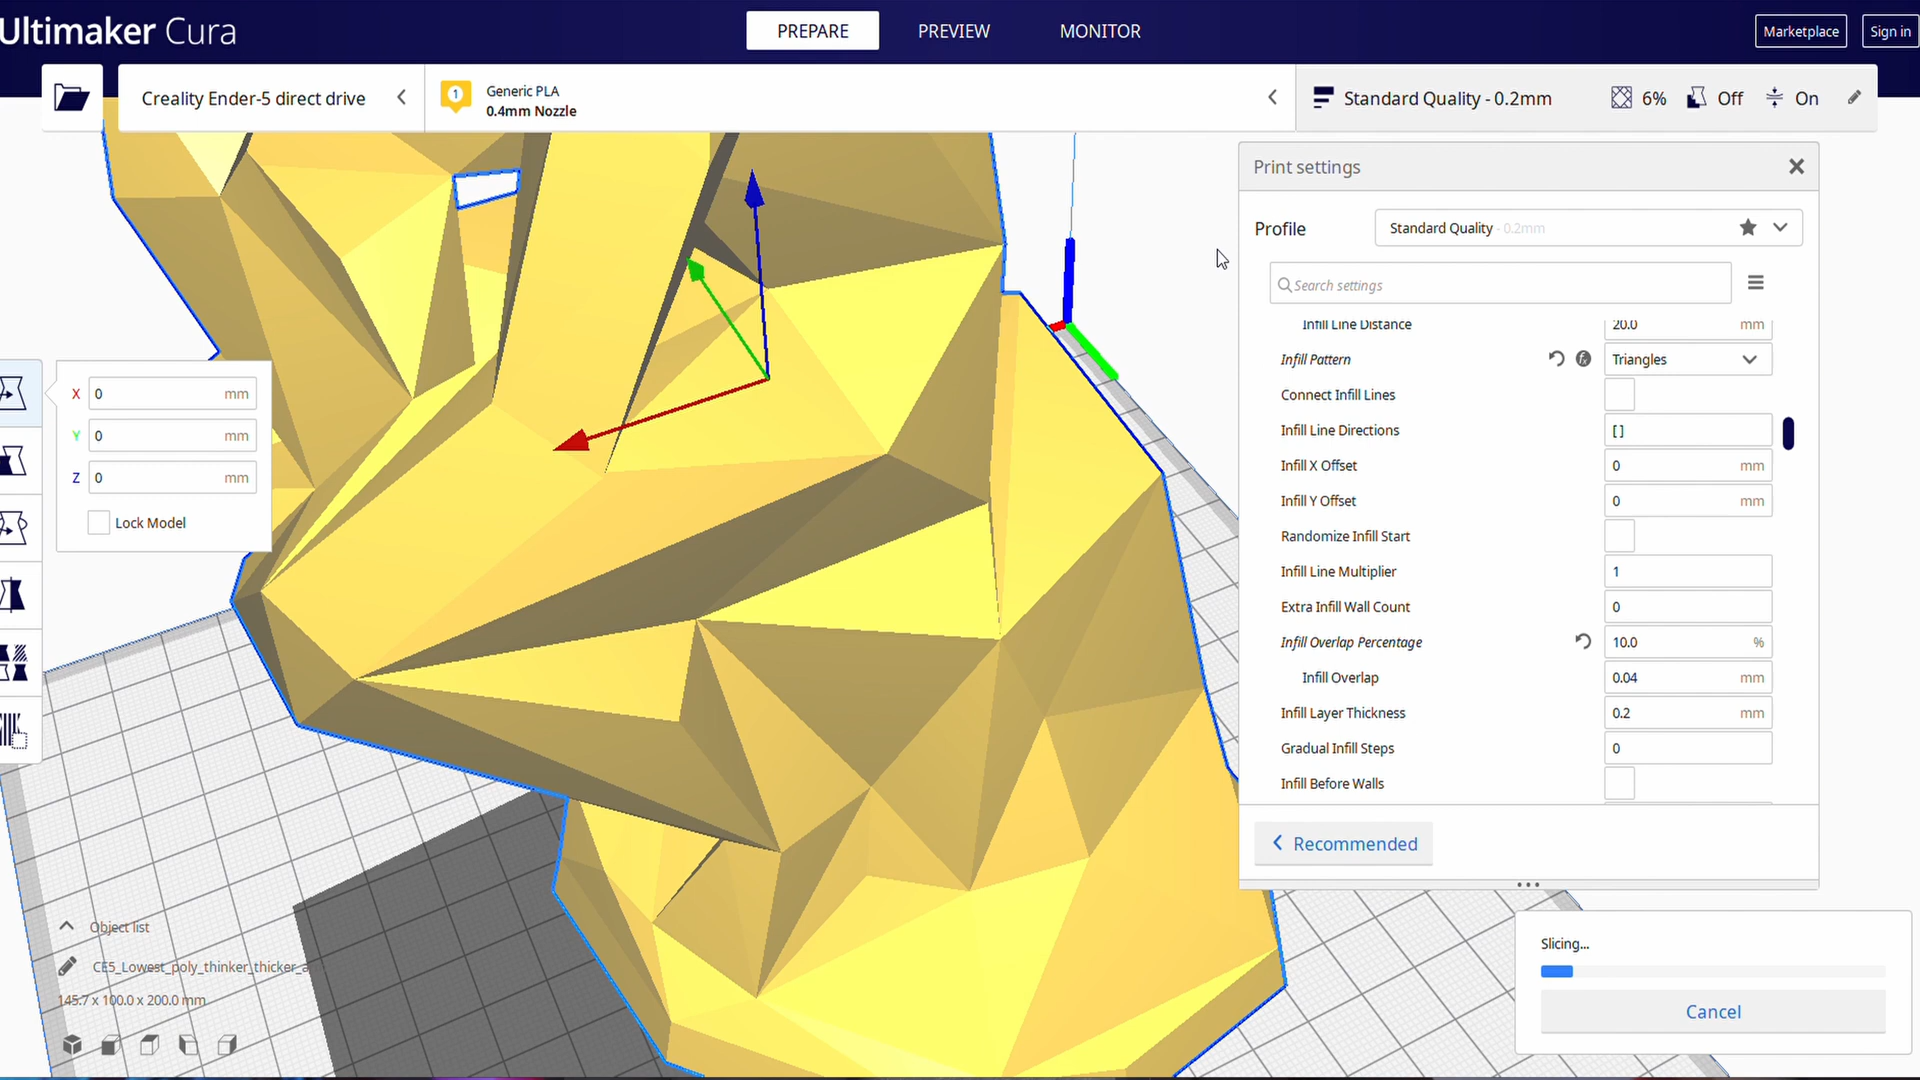 Ultimaker Cura
PREPARE
PREVIEW
MONITOR
Marketplace
Sign in
Creality Ender-5 direct drive
1
Generic PLA
0.4mm Nozzle
Standard Quality - 0.2mm
6%
Off
On
Print settings
Profile
Standard Quality - 0.2mm
Search settings
Infill Line Distance
20.0 mm
Infill Pattern
Triangles
Connect Infill Lines
Infill Line Directions
[ ]
Infill X Offset
0 mm
Infill Y Offset
0 mm
Randomize Infill Start
Infill Line Multiplier
1
Extra Infill Wall Count
0
Infill Overlap Percentage
10.0 %
Infill Overlap
0.04 mm
Infill Layer Thickness
0.2 mm
Gradual Infill Steps
0
Infill Before Walls
Recommended
X 0 mm
Y 0 mm
Z 0 mm
Lock Model
Object list
CE5_Lowest_poly_thinker_thicker_a
145.7 x 100.0 x 200.0 mm
Slicing...
Cancel